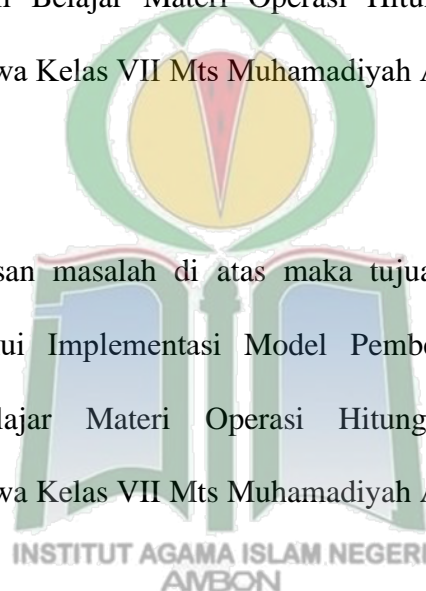 Belajar Materi Operasi Hitu
wa Kelas VII Mts Muhamadiyah A
san masalah di atas maka tujua
ui Implementasi Model Pembe
lajar Materi Operasi Hitung
wa Kelas VII Mts Muhamadiyah A
INSTITUT AGAMA ISLAM NEGERI
AMBON